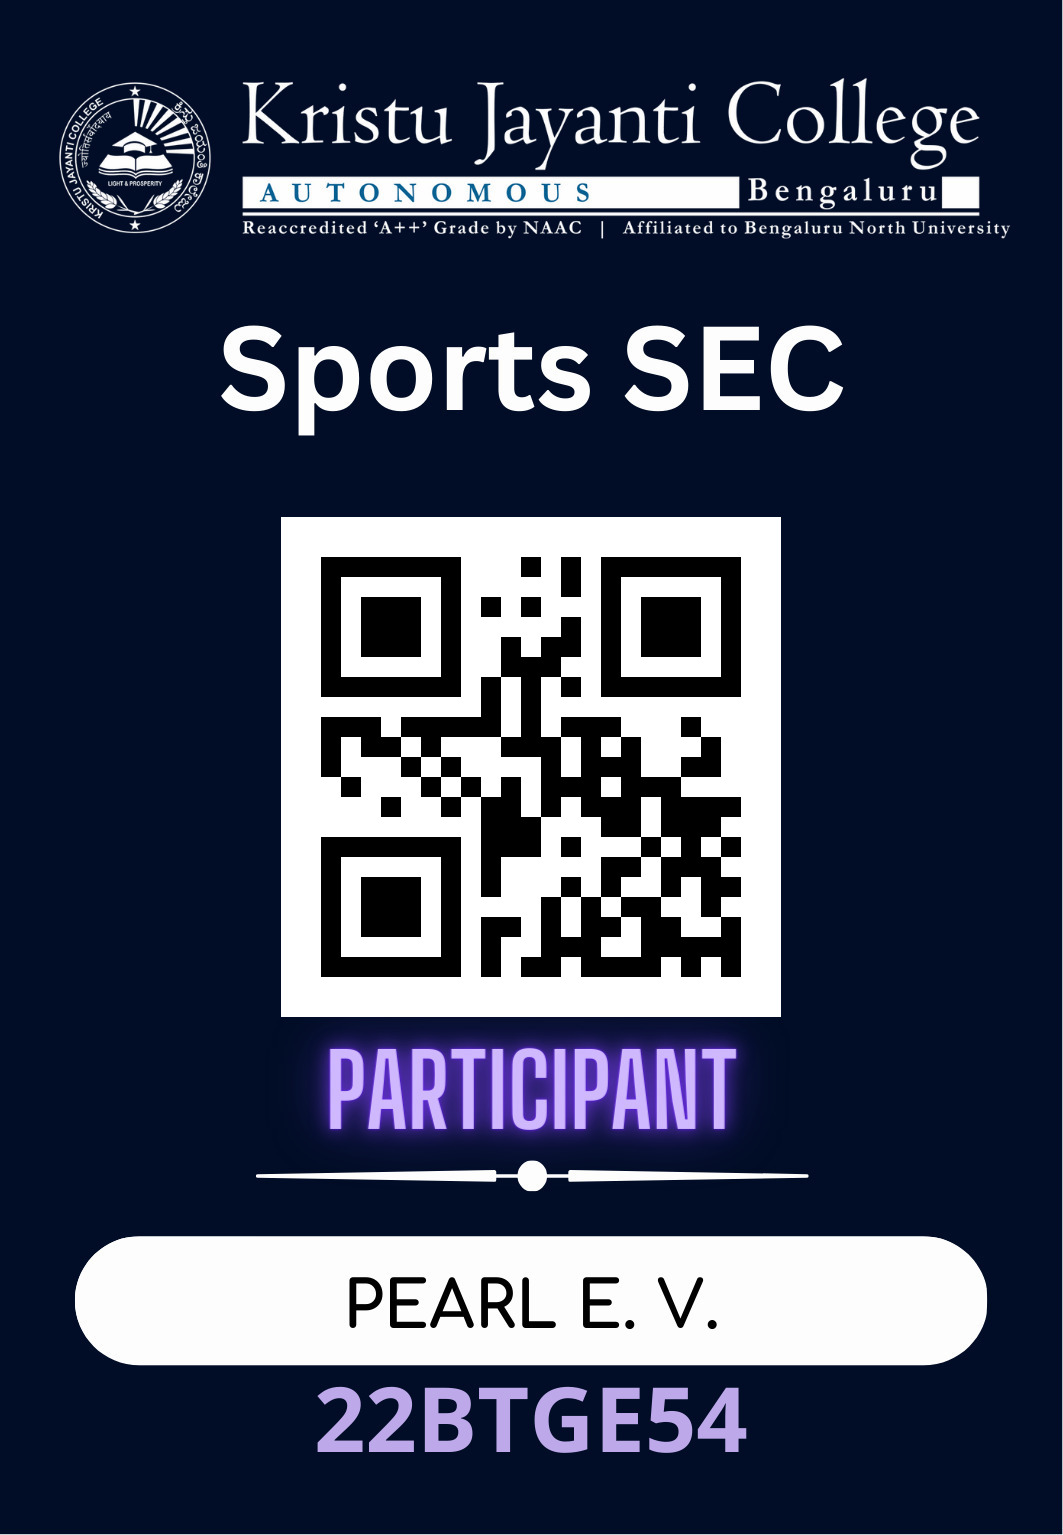 Kristu Jayanti College
AUTONOMOUS Bengaluru
Reaccredited ‘A++’ Grade by NAAC | Affiliated to Bengaluru North University
KRISTU JAYANTI COLLEGE
LIGHT & PROSPERITY
Sports SEC
PARTICIPANT
PEARL E. V.
22BTGE54